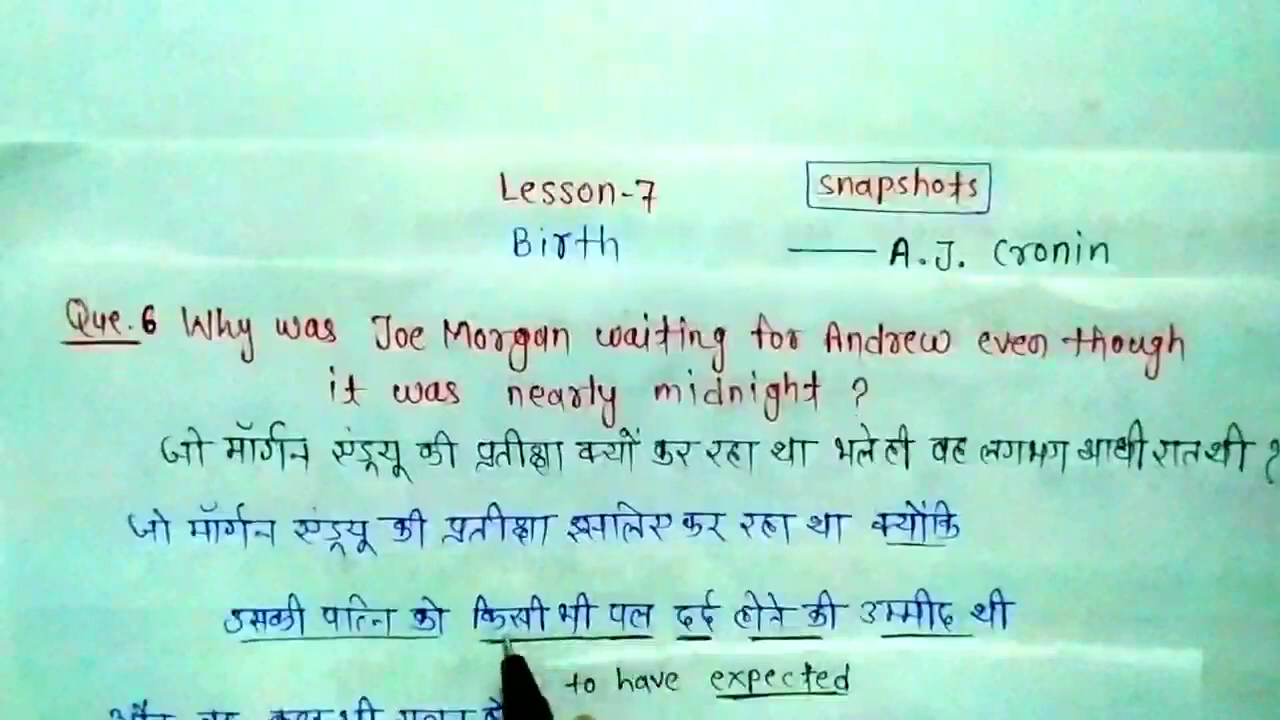 Lesson-7 snapshots
Birth — A.J. Cronin
Que.6 Why was Joe Morgan waiting for Andrew even though
it was nearly midnight ?
जो मॉर्गन एंड्रयू की प्रतीक्षा क्यों कर रहा था भले ही वह लगभग आधी रात थी ?
जो मॉर्गन एंड्रयू की प्रतीक्षा इसलिए कर रहा था क्योंकि
उसकी पत्नि को किसी भी पल दर्द होने की उम्मीद थी
to have expected